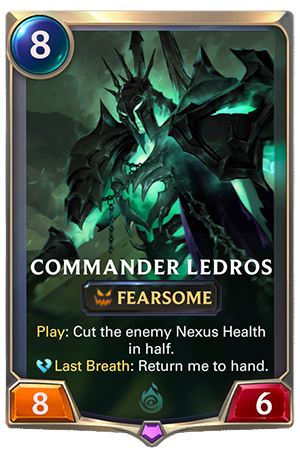 8
COMMANDER LEDROS
FEARSOME
Play: Cut the enemy Nexus Health
in half.
Last Breath: Return me to hand.
8 6